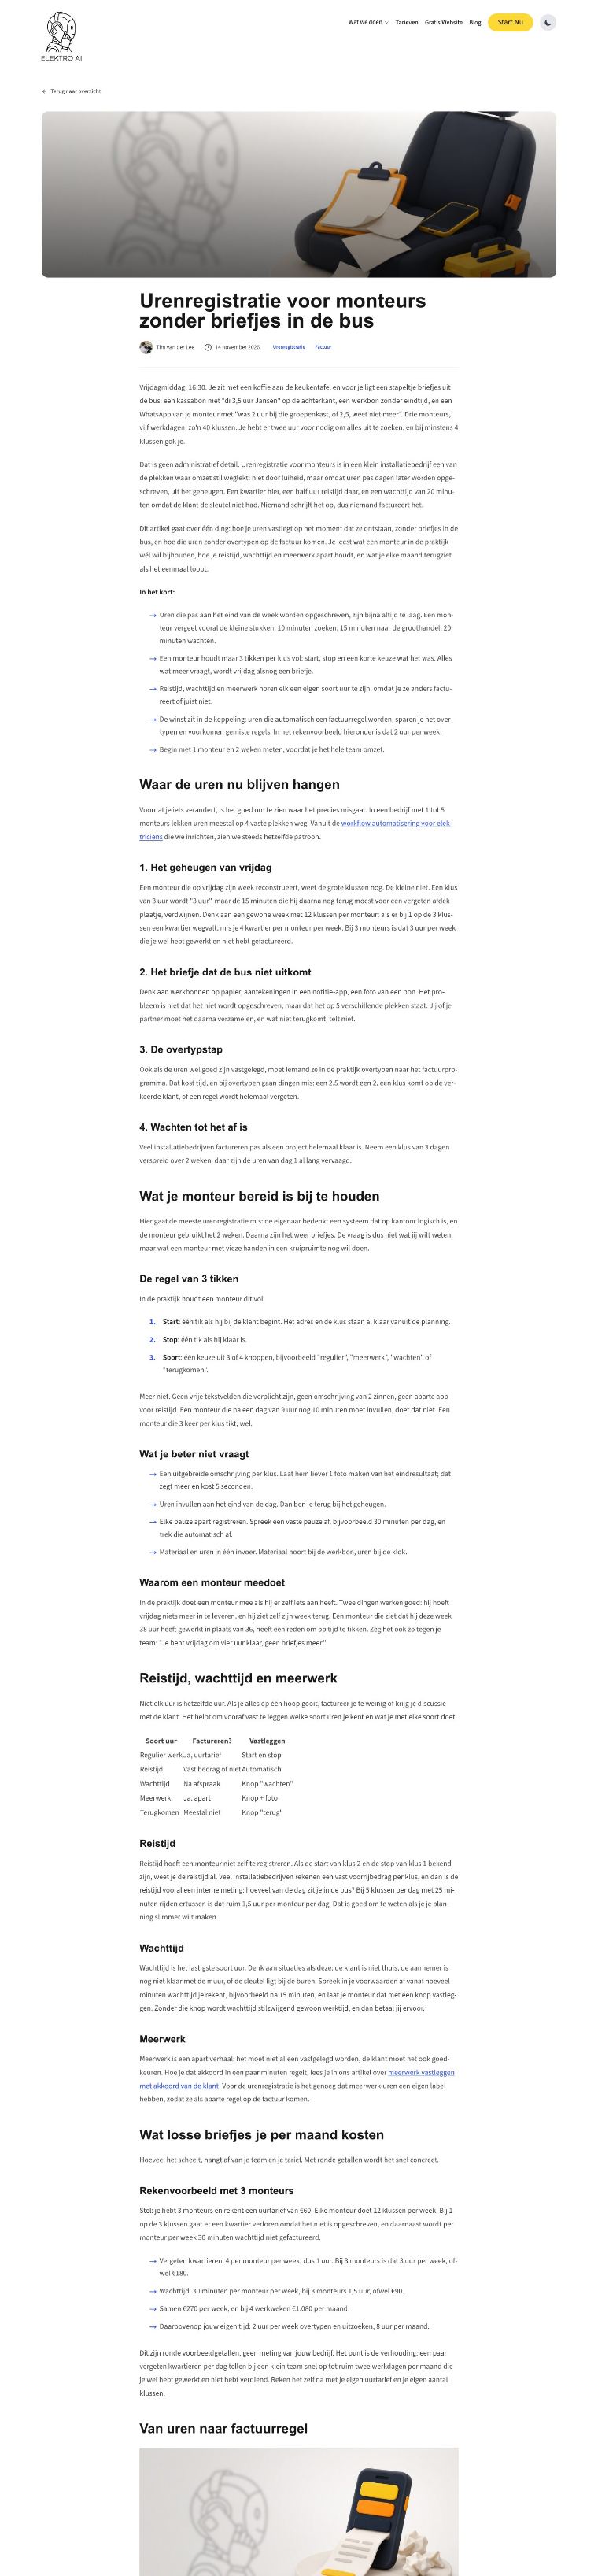 Wat we doen
Tarieven
Gratis Website
Blog
Start Nu
ELEKTRO AI
Terug naar overzicht
Urenregistratie voor monteurs
zonder briefjes in de bus
Tim van der Lee
14 november 2025
Urenregistratie
Factuur
Vrijdagmiddag, 16:30. Je zit met een koffie aan de keukentafel en voor je ligt een stapeltje briefjes uit
de bus: een kassabon met "di 3,5 uur Jansen" op de achterkant, een werkbon zonder eindtijd, en een
WhatsApp van je monteur met "was 2 uur bij die groepenkast, of 2,5, weet niet meer". Drie monteurs,
vijf werkdagen, zo'n 40 klussen. Je hebt er twee uur voor nodig om alles uit te zoeken, en bij minstens 4
klussen gok je.
Dat is geen administratief detail. Urenregistratie voor monteurs is in een klein installatiebedrijf een van
de plekken waar omzet stil weglekt: niet door luiheid, maar omdat uren pas dagen later worden opge-
schreven, uit het geheugen. Een kwartier hier, een half uur reistijd daar, en een wachttijd van 20 minu-
ten omdat de klant de sleutel niet had. Niemand schrijft het op, dus niemand factureert het.
Dit artikel gaat over één ding: hoe je uren vastlegt op het moment dat ze ontstaan, zonder briefjes in de
bus, en hoe die uren zonder overtypen op de factuur komen. Je leest wat een monteur in de praktijk
wél wil bijhouden, hoe je reistijd, wachttijd en meerwerk apart houdt, en wat je elke maand terugziet
als het eenmaal loopt.
In het kort:
→ Uren die pas aan het eind van de week worden opgeschreven, zijn bijna altijd te laag. Een mon-
teur vergeet vooral de kleine stukken: 10 minuten zoeken, 15 minuten naar de groothandel, 20
minuten wachten.
→ Een monteur houdt maar 3 tikken per klus vol: start, stop en een korte keuze wat het was. Alles
wat meer vraagt, wordt vrijdag alsnog een briefje.
→ Reistijd, wachttijd en meerwerk horen elk een eigen soort uur te zijn, omdat je ze anders factu-
reert of juist niet.
→ De winst zit in de koppeling: uren die automatisch een factuurregel worden, sparen je het over-
typen en voorkomen gemiste regels. In het rekenvoorbeeld hieronder is dat 2 uur per week.
→ Begin met 1 monteur en 2 weken meten, voordat je het hele team omzet.
Waar de uren nu blijven hangen
Voordat je iets verandert, is het goed om te zien waar het precies misgaat. In een bedrijf met 1 tot 5
monteurs lekken uren meestal op 4 vaste plekken weg. Vanuit de workflow automatisering voor elek-
triciens die we inrichten, zien we steeds hetzelfde patroon.
1. Het geheugen van vrijdag
Een monteur die op vrijdag zijn week reconstrueert, weet de grote klussen nog. De kleine niet. Een klus
van 3 uur wordt "3 uur", maar de 15 minuten die hij daarna nog terug moest voor een vergeten afdek-
plaatje, verdwijnen. Denk aan een gewone week met 12 klussen per monteur: als er bij 1 op de 3 klus-
sen een kwartier wegvalt, mis je 4 kwartier per monteur per week. Bij 3 monteurs is dat 3 uur per week
die je wel hebt gewerkt en niet hebt gefactureerd.
2. Het briefje dat de bus niet uitkomt
Denk aan werkbonnen op papier, aantekeningen in een notitie-app, een foto van een bon. Het pro-
bleem is niet dat het niet wordt opgeschreven, maar dat het op 5 verschillende plekken staat. Jij of je
partner moet het daarna verzamelen, en wat niet terugkomt, telt niet.
3. De overtypstap
Ook als de uren wel goed zijn vastgelegd, moet iemand ze in de praktijk overtypen naar het factuurpro-
gramma. Dat kost tijd, en bij overtypen gaan dingen mis: een 2,5 wordt een 2, een klus komt op de ver-
keerde klant, of een regel wordt helemaal vergeten.
4. Wachten tot het af is
Veel installatiebedrijven factureren pas als een project helemaal klaar is. Neem een klus van 3 dagen
verspreid over 2 weken: daar zijn de uren van dag 1 al lang vervaagd.
Wat je monteur bereid is bij te houden
Hier gaat de meeste urenregistratie mis: de eigenaar bedenkt een systeem dat op kantoor logisch is, en
de monteur gebruikt het 2 weken. Daarna zijn het weer briefjes. De vraag is dus niet wat jij wilt weten,
maar wat een monteur met vieze handen in een kruipruimte nog wil doen.
De regel van 3 tikken
In de praktijk houdt een monteur dit vol:
1. Start: één tik als hij bij de klant begint. Het adres en de klus staan al klaar vanuit de planning.
2. Stop: één tik als hij klaar is.
3. Soort: één keuze uit 3 of 4 knoppen, bijvoorbeeld "regulier", "meerwerk", "wachten" of
"terugkomen".
Meer niet. Geen vrije tekstvelden die verplicht zijn, geen omschrijving van 2 zinnen, geen aparte app
voor reistijd. Een monteur die na een dag van 9 uur nog 10 minuten moet invullen, doet dat niet. Een
monteur die 3 keer per klus tikt, wel.
Wat je beter niet vraagt
→ Een uitgebreide omschrijving per klus. Laat hem liever 1 foto maken van het eindresultaat; dat
zegt meer en kost 5 seconden.
→ Uren invullen aan het eind van de dag. Dan ben je terug bij het geheugen.
→ Elke pauze apart registreren. Spreek een vaste pauze af, bijvoorbeeld 30 minuten per dag, en
trek die automatisch af.
→ Materiaal en uren in één invoer. Materiaal hoort bij de werkbon, uren bij de klok.
Waarom een monteur meedoet
In de praktijk doet een monteur mee als hij er zelf iets aan heeft. Twee dingen werken goed: hij hoeft
vrijdag niets meer in te leveren, en hij ziet zelf zijn week terug. Een monteur die ziet dat hij deze week
38 uur heeft gewerkt in plaats van 36, heeft een reden om op tijd te tikken. Zeg het ook zo tegen je
team: "Je bent vrijdag om vier uur klaar, geen briefjes meer."
Reistijd, wachttijd en meerwerk
Niet elk uur is hetzelfde uur. Als je alles op één hoop gooit, factureer je te weinig of krijg je discussie
met de klant. Het helpt om vooraf vast te leggen welke soort uren je kent en wat je met elke soort doet.
Soort uur Factureren? Vastleggen
Regulier werk Ja, uurtarief Start en stop
Reistijd Vast bedrag of niet Automatisch
Wachttijd Na afspraak Knop "wachten"
Meerwerk Ja, apart Knop + foto
Terugkomen Meestal niet Knop "terug"
Reistijd
Reistijd hoeft een monteur niet zelf te registreren. Als de start van klus 2 en de stop van klus 1 bekend
zijn, weet je de reistijd al. Veel installatiebedrijven rekenen een vast voorrijbedrag per klus, en dan is de
reistijd vooral een interne meting: hoeveel van de dag zit je in de bus? Bij 5 klussen per dag met 25 mi-
nuten rijden ertussen is dat ruim 1,5 uur per monteur per dag. Dat is goed om te weten als je je plan-
ning slimmer wilt maken.
Wachttijd
Wachttijd is het lastigste soort uur. Denk aan situaties als deze: de klant is niet thuis, de aannemer is
nog niet klaar met de muur, of de sleutel ligt bij de buren. Spreek in je voorwaarden af vanaf hoeveel
minuten wachttijd je rekent, bijvoorbeeld na 15 minuten, en laat je monteur dat met één knop vastleg-
gen. Zonder die knop wordt wachttijd stilzwijgend gewoon werktijd, en dan betaal jij ervoor.
Meerwerk
Meerwerk is een apart verhaal: het moet niet alleen vastgelegd worden, de klant moet het ook goed-
keuren. Hoe je dat akkoord in een paar minuten regelt, lees je in ons artikel over meerwerk vastleggen
met akkoord van de klant. Voor de urenregistratie is het genoeg dat meerwerk-uren een eigen label
hebben, zodat ze als aparte regel op de factuur komen.
Wat losse briefjes je per maand kosten
Hoeveel het scheelt, hangt af van je team en je tarief. Met ronde getallen wordt het snel concreet.
Rekenvoorbeeld met 3 monteurs
Stel: je hebt 3 monteurs en rekent een uurtarief van €60. Elke monteur doet 12 klussen per week. Bij 1
op de 3 klussen gaat er een kwartier verloren omdat het niet is opgeschreven, en daarnaast wordt per
monteur per week 30 minuten wachttijd niet gefactureerd.
→ Vergeten kwartieren: 4 per monteur per week, dus 1 uur. Bij 3 monteurs is dat 3 uur per week, of-
wel €180.
→ Wachttijd: 30 minuten per monteur per week, bij 3 monteurs 1,5 uur, ofwel €90.
→ Samen €270 per week, en bij 4 werkweken €1.080 per maand.
→ Daarbovenop jouw eigen tijd: 2 uur per week overtypen en uitzoeken, 8 uur per maand.
Dit zijn ronde voorbeeldgetallen, geen meting van jouw bedrijf. Het punt is de verhouding: een paar
vergeten kwartieren per dag tellen bij een klein team snel op tot ruim twee werkdagen per maand die
je wel hebt gewerkt en niet hebt verdiend. Reken het zelf na met je eigen uurtarief en je eigen aantal
klussen.
Van uren naar factuurregel